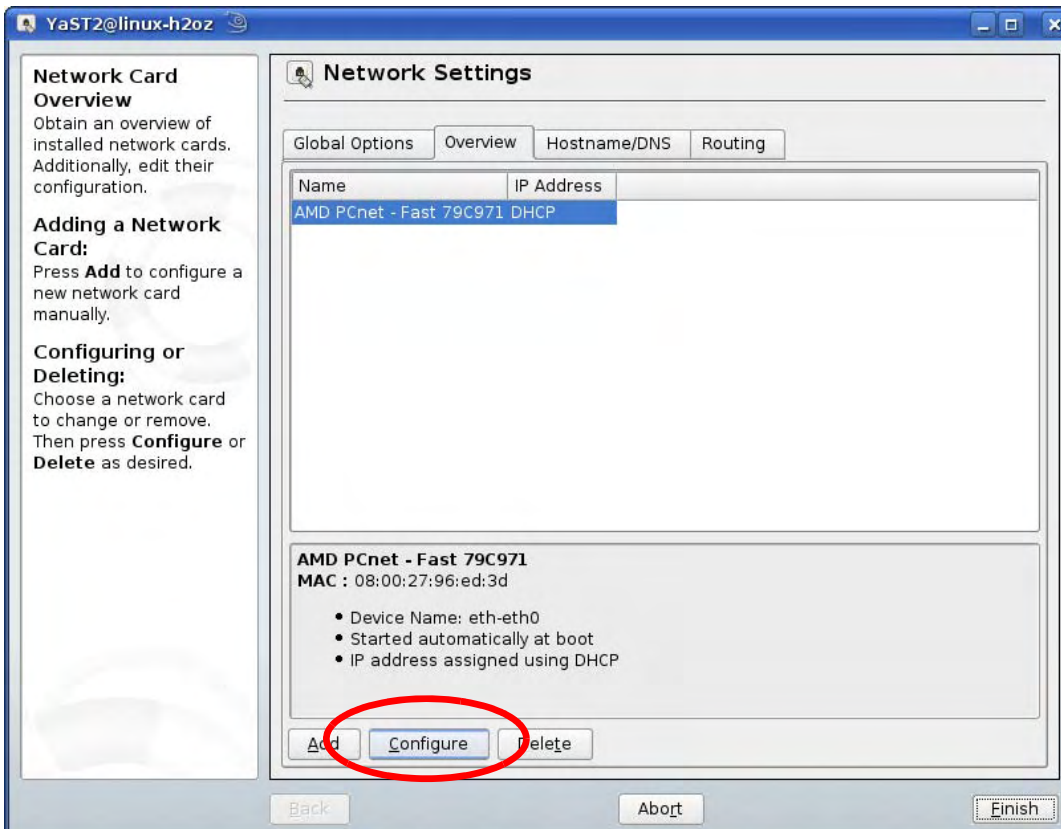 YaST2@linux-h2oz
Network Card
Overview
Obtain an overview of
installed network cards.
Additionally, edit their
configuration.
Adding a Network
Card:
Press Add to configure a
new network card
manually.
Configuring or
Deleting:
Choose a network card
to change or remove.
Then press Configure or
Delete as desired.
Network Settings
Global Options Overview Hostname/DNS Routing
Name IP Address
AMD PCnet - Fast 79C971 DHCP
AMD PCnet - Fast 79C971
MAC : 08:00:27:96:ed:3d
• Device Name: eth-eth0
• Started automatically at boot
• IP address assigned using DHCP
Add Configure Delete
Back Abort Finish